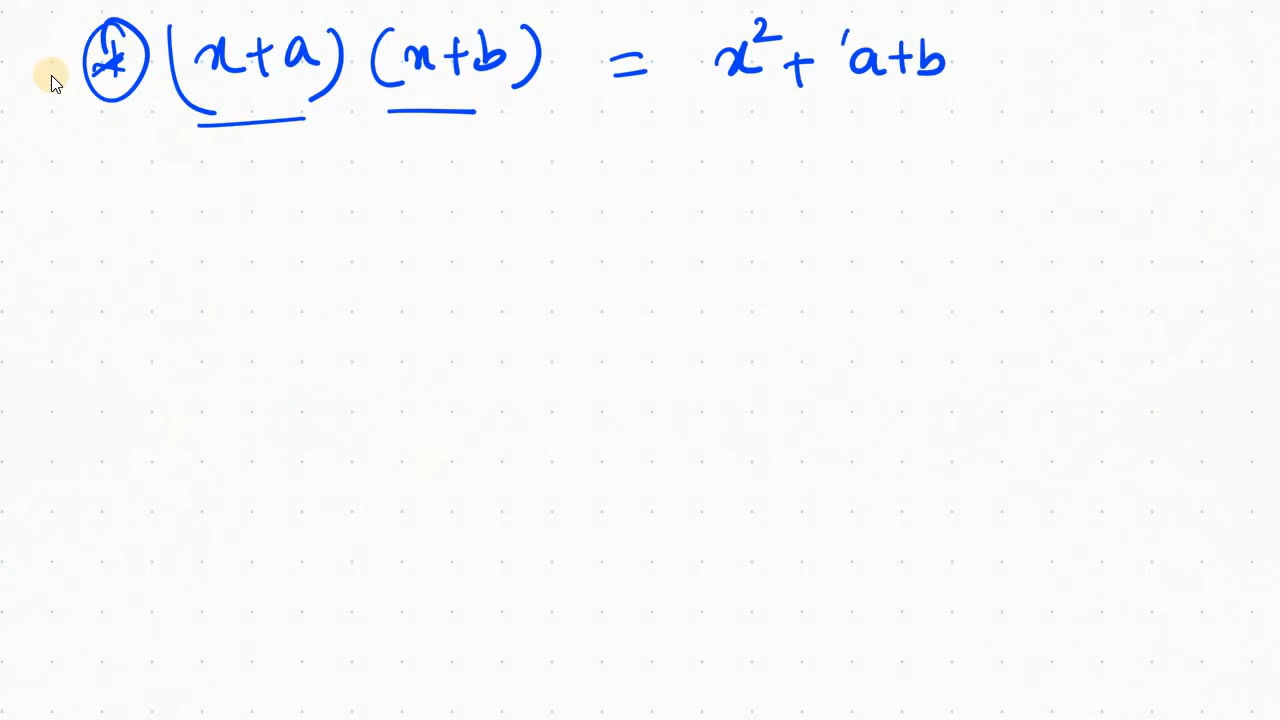 (x+a) (x+b) = x² + (a+b